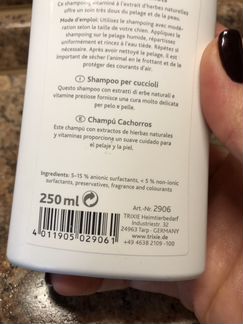 Ce shampooing vitaminé à l'extrait d'herbes naturelles
offre un soin très doux du pelage et de la peau.
Mode d'emploi: Utilisez le shampooing avec modé-
ration selon la taille de votre chien. Appliquez le
shampooing sur le pelage humide, répartissez
uniformément et rincez à l'eau tiède. Répétez si
nécessaire. Après avoir nettoyé le pelage, il est
important de sécher l'animal en le frottant et de le
protéger des courants d'air.
I Shampoo per cuccioli
Questo shampoo con estratti di erbe naturali e
vitamine preziose fornisce una cura molto delicata
per pelo e pelle.
E Champú Cachorros
Este champú con extractos de hierbas naturales
y vitaminas proporciona un suave cuidado para
el pelaje y la piel.
Ingredients: 5–15 % anionic surfactants, < 5 % non-ionic
surfactants, preservatives, fragrance and colourants
250 ml e
Art.-Nr. 2906
TRIXIE Heimtierbedarf
Industriestr. 32
24963 Tarp · GERMANY
www.trixie.de
+49 4638 2109-100
4 011905 029061